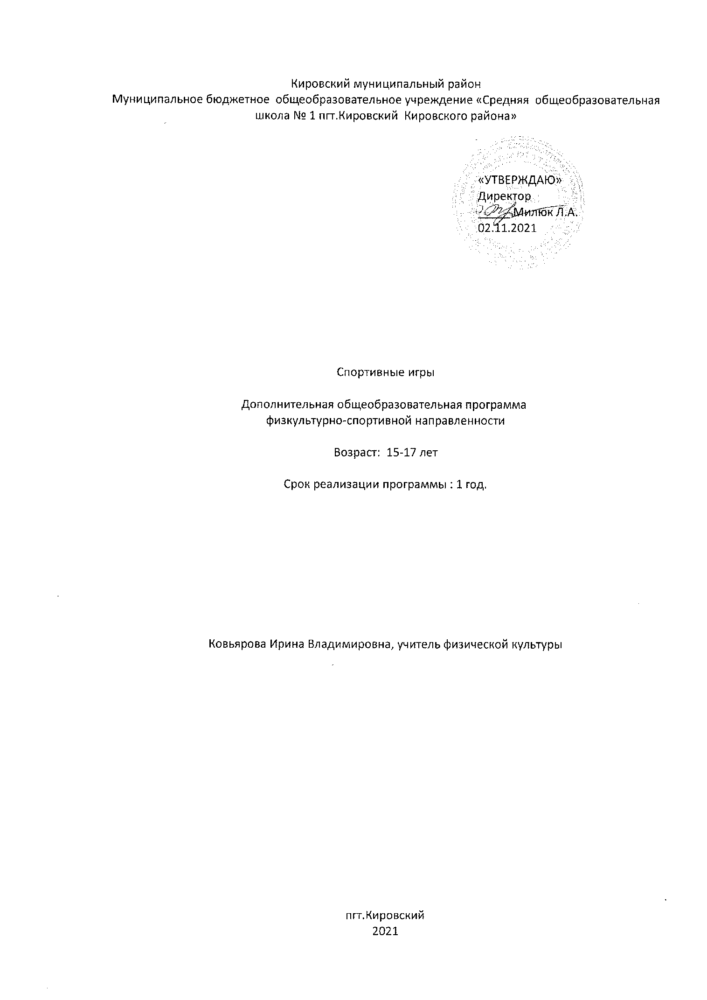 Кировский муниципальный район
Муниципальное бюджетное общеобразовательное учреждение «Средняя общеобразовательная
школа № 1 пгт.Кировский Кировского района»
«УТВЕРЖДАЮ»
Директор
Милюк Л.А.
02.11.2021
Спортивные игры
Дополнительная общеобразовательная программа
физкультурно-спортивной направленности
Возраст: 15-17 лет
Срок реализации программы : 1 год.
Ковьярова Ирина Владимировна, учитель физической культуры
пгт.Кировский
2021